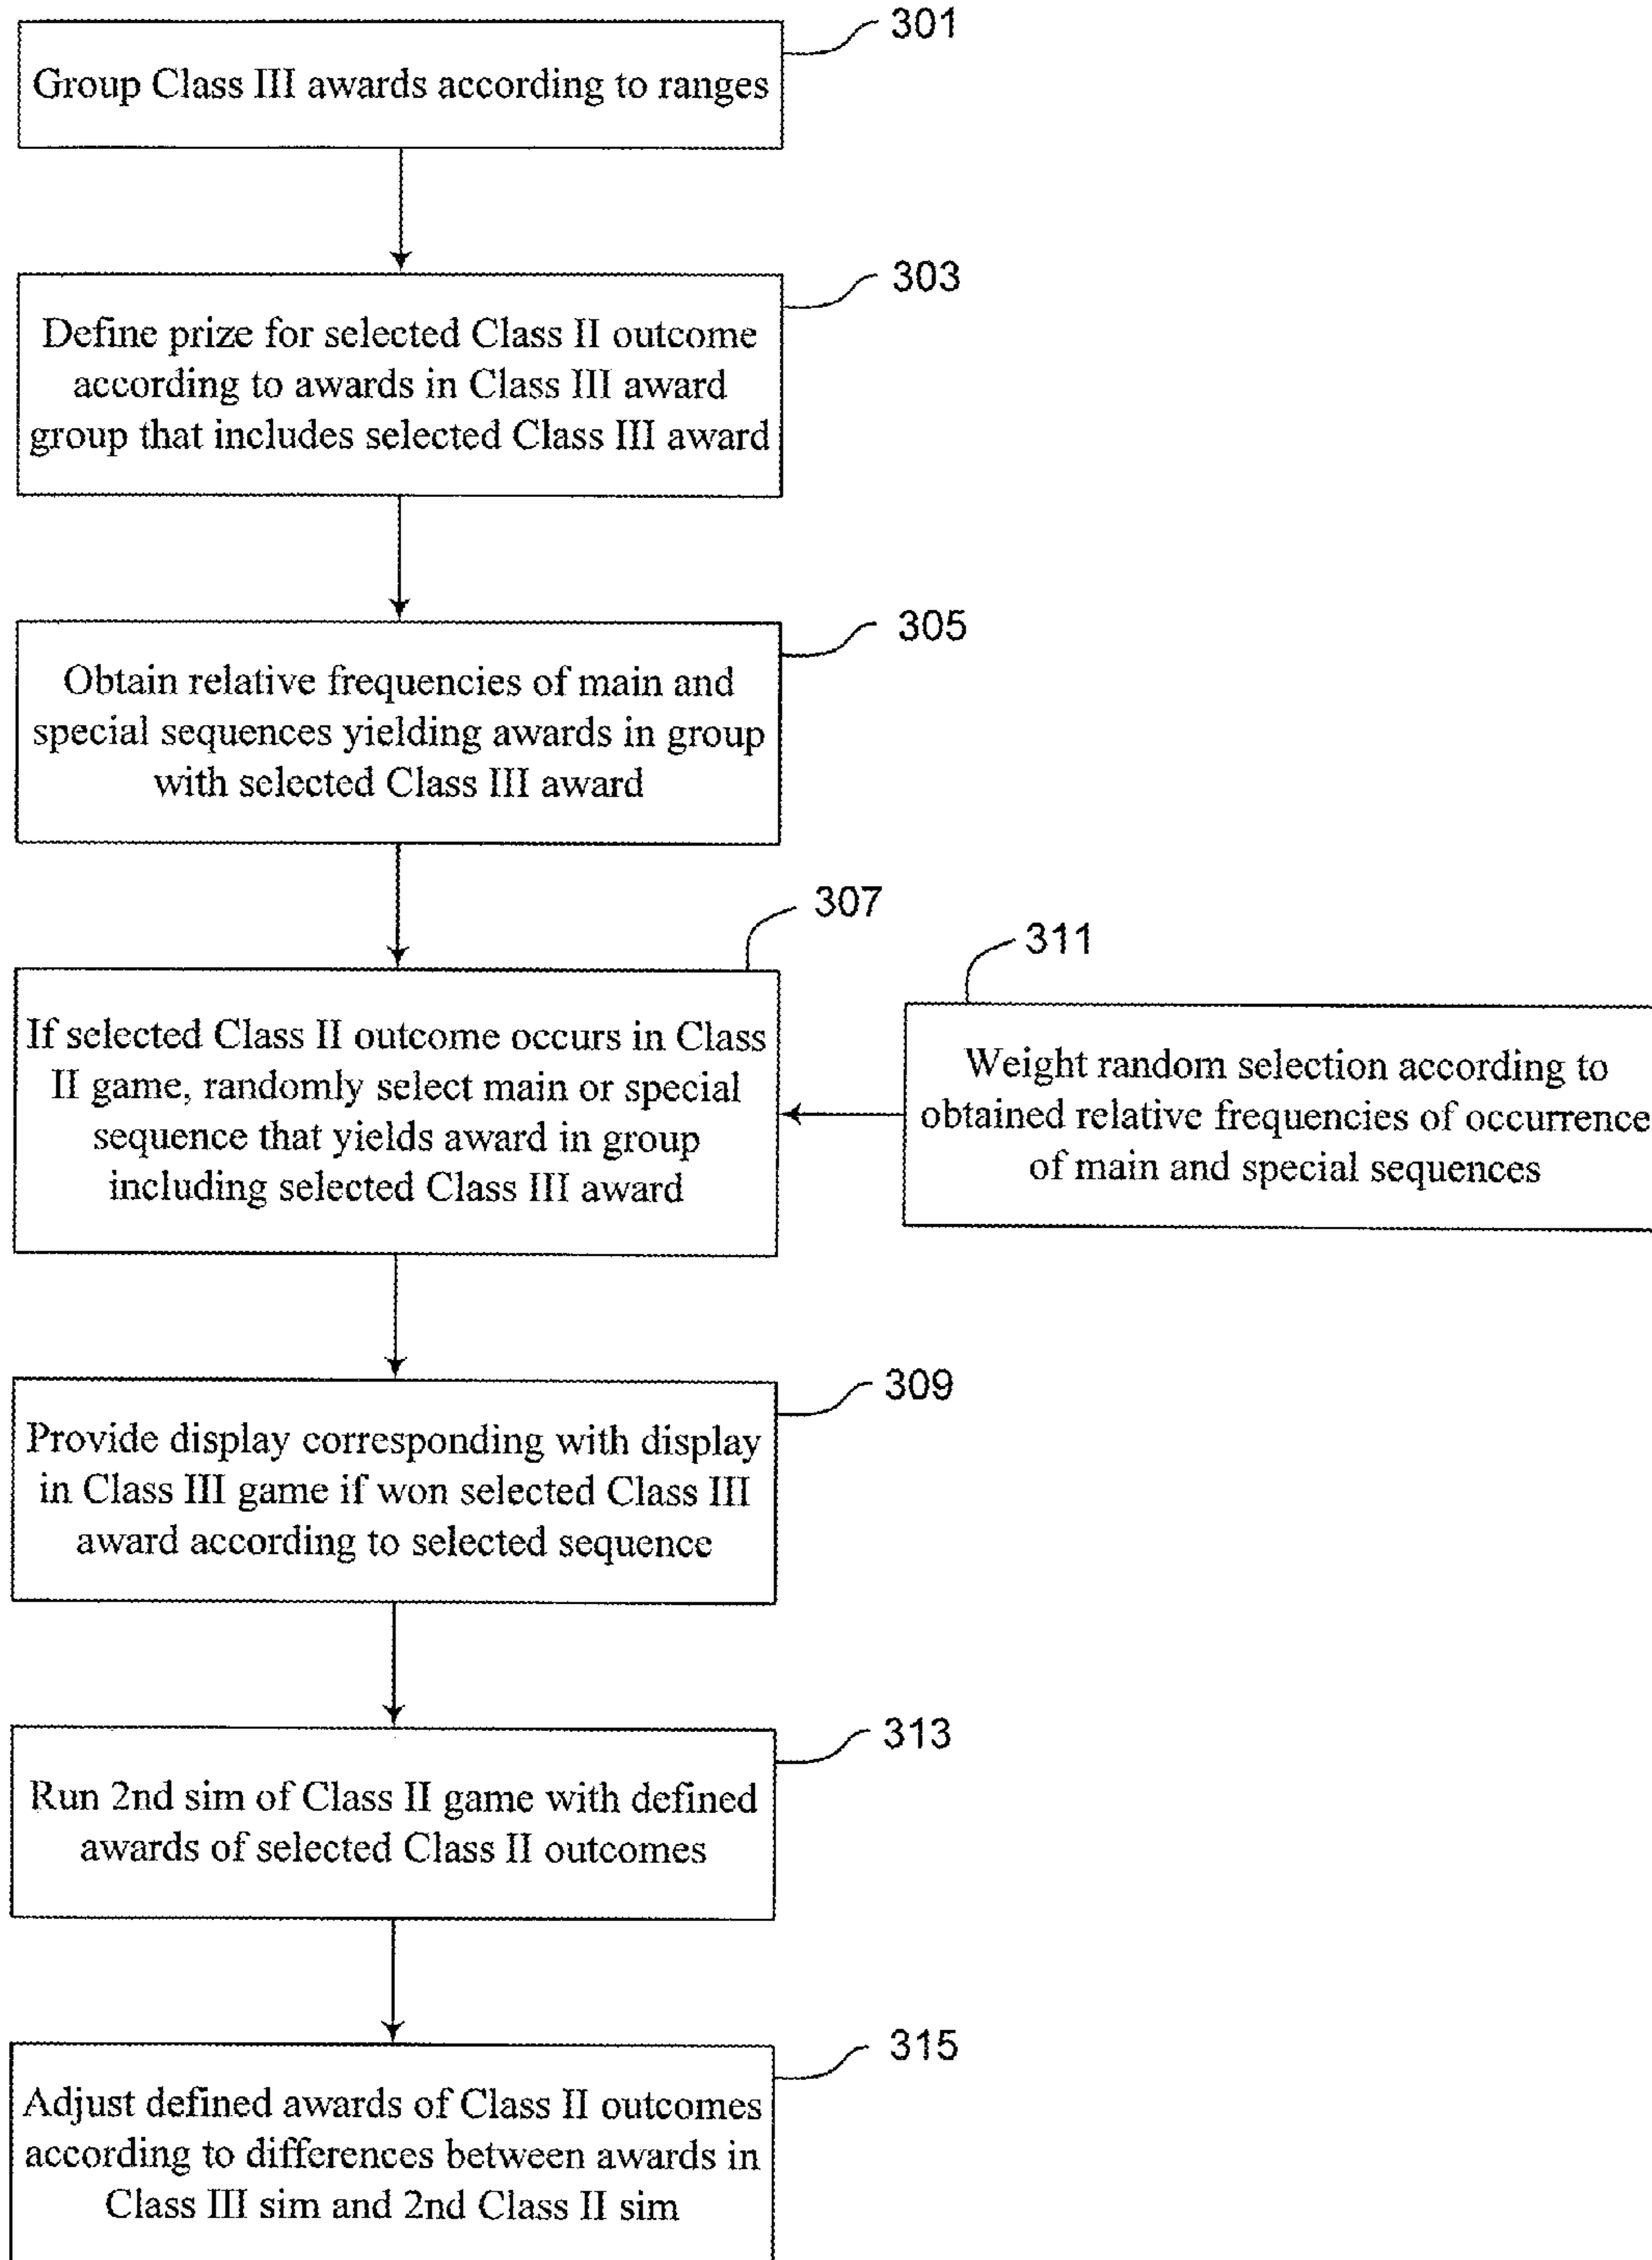 301
Group Class III awards according to ranges
303
Define prize for selected Class II outcome
according to awards in Class III award
group that includes selected Class III award
305
Obtain relative frequencies of main and
special sequences yielding awards in group
with selected Class III award
307
If selected Class II outcome occurs in Class
II game, randomly select main or special
sequence that yields award in group
including selected Class III award
311
Weight random selection according to
obtained relative frequencies of occurrence
of main and special sequences
309
Provide display corresponding with display
in Class III game if won selected Class III
award according to selected sequence
313
Run 2nd sim of Class II game with defined
awards of selected Class II outcomes
315
Adjust defined awards of Class II outcomes
according to differences between awards in
Class III sim and 2nd Class II sim